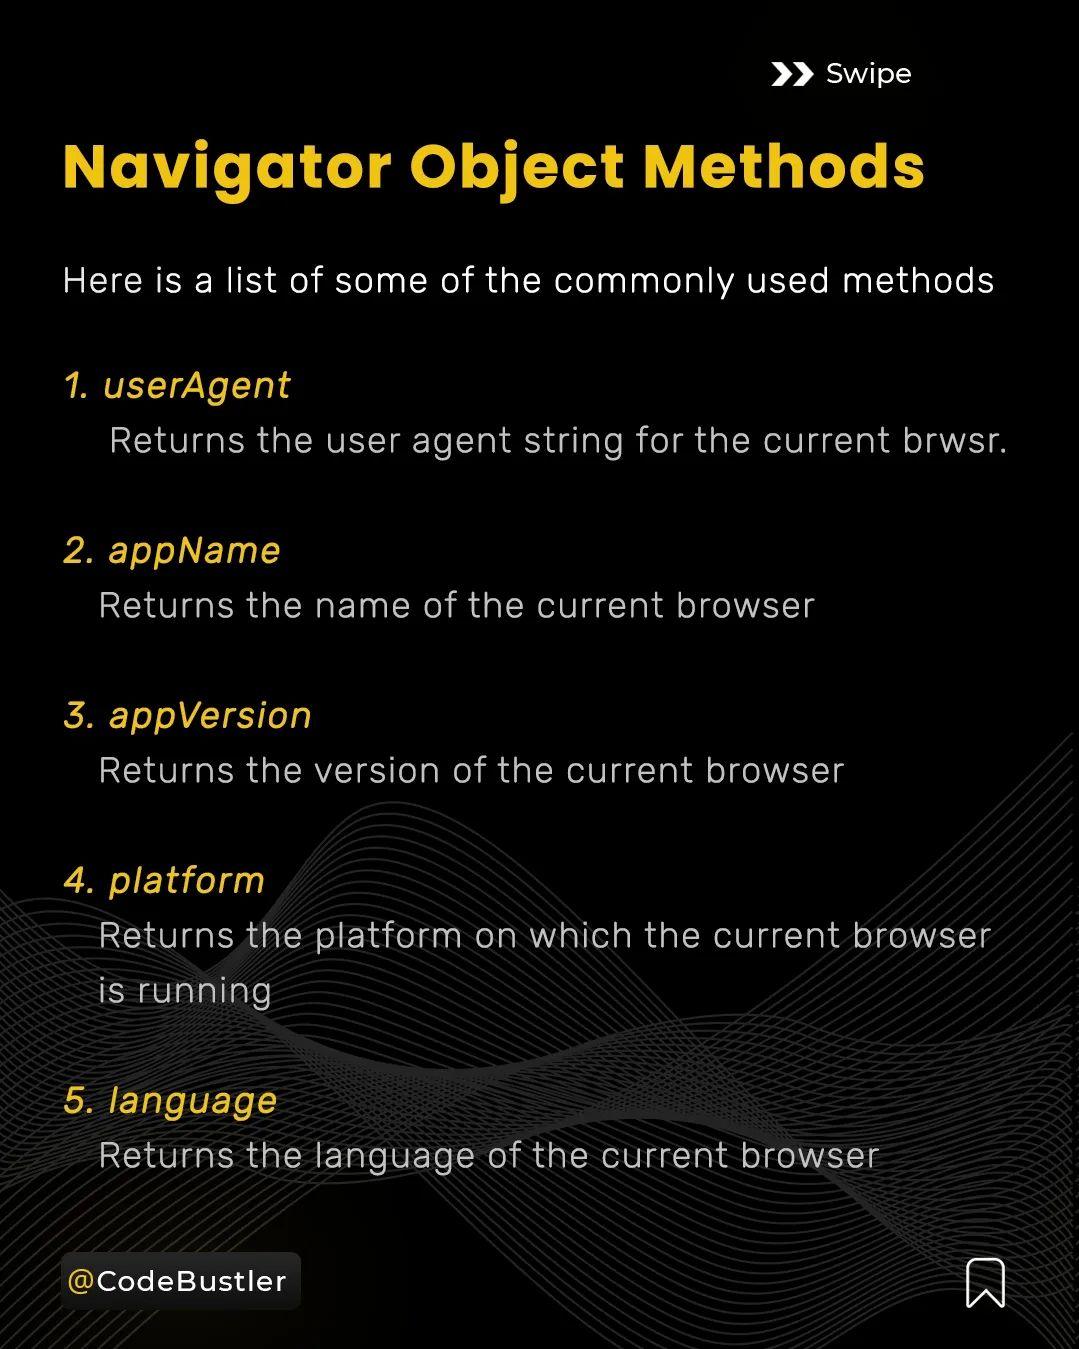 Swipe
Navigator Object Methods
Here is a list of some of the commonly used methods
1. userAgent
Returns the user agent string for the current brwsr.
2. appName
Returns the name of the current browser
3. appVersion
Returns the version of the current browser
4. platform
Returns the platform on which the current browser
is running
5. language
Returns the language of the current browser
@CodeBustler